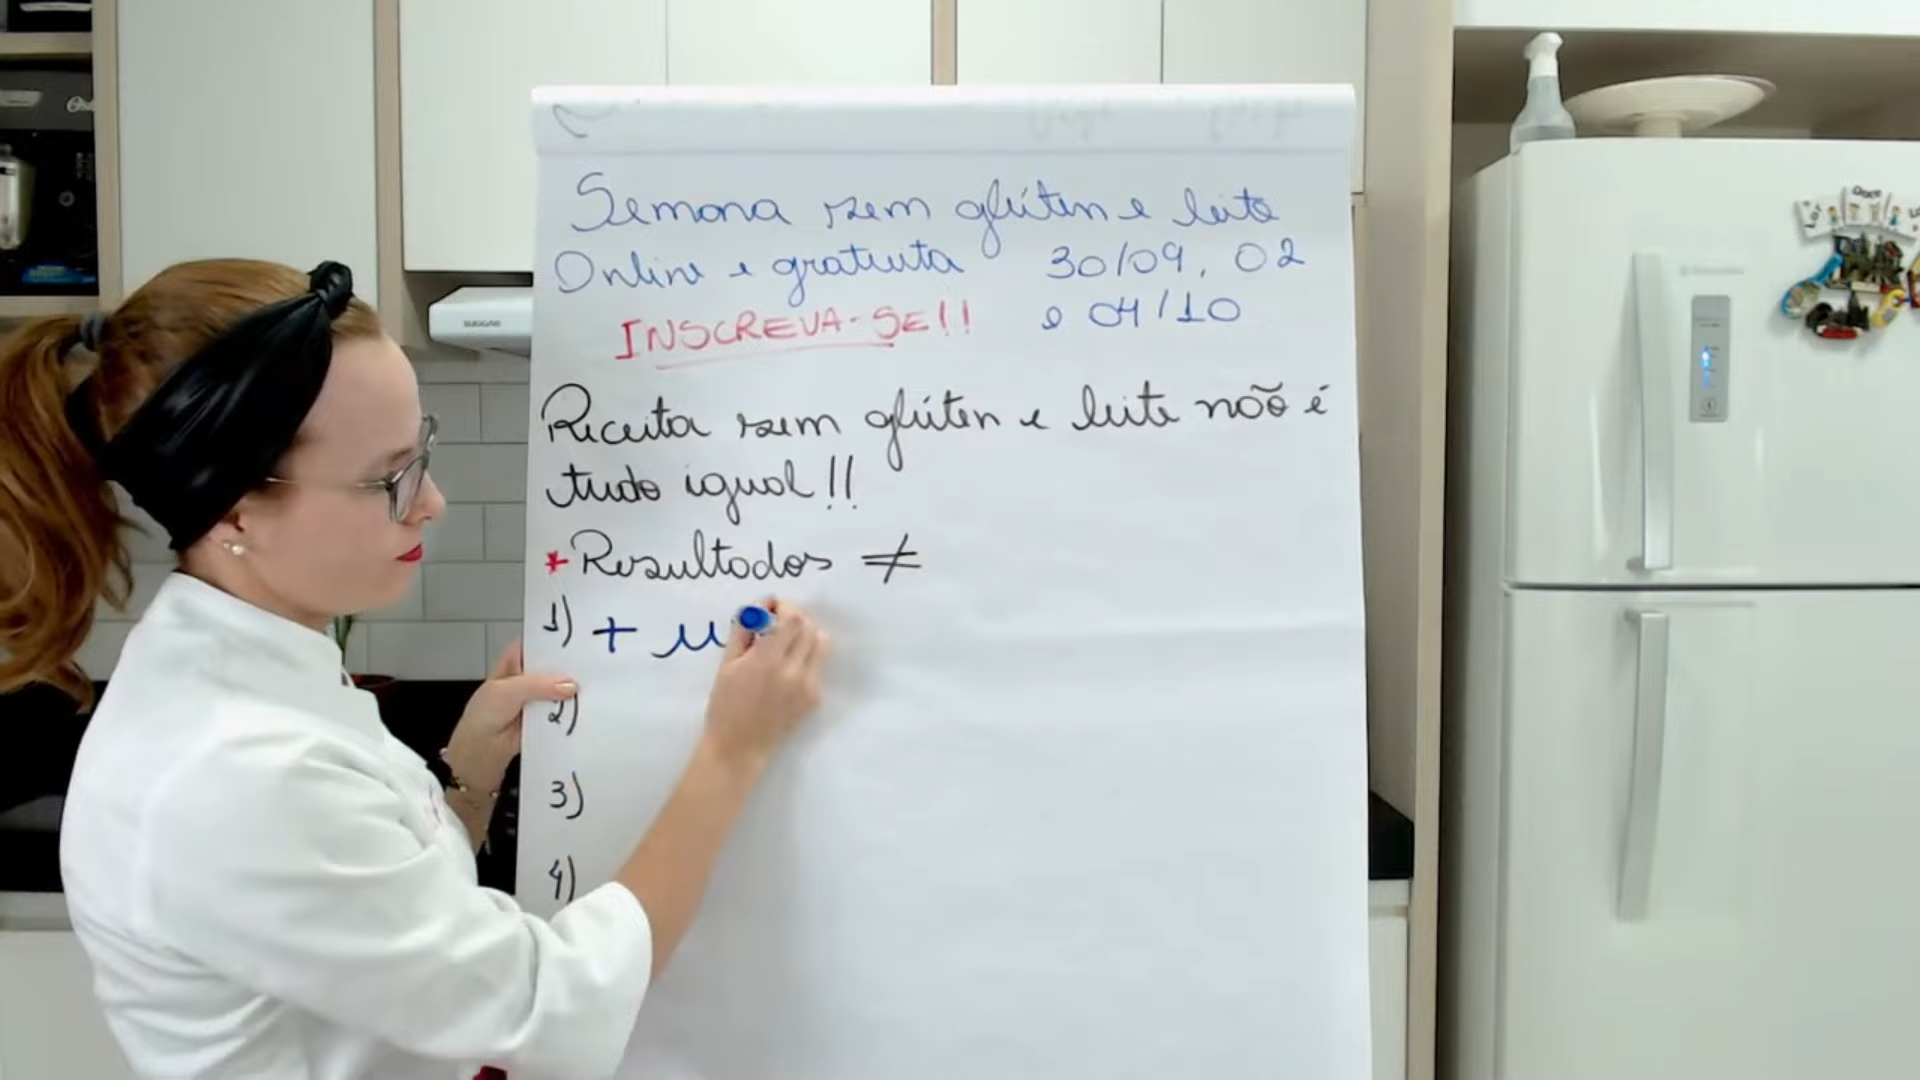 Semana sem glúten e leite
Online e gratuita 30/09, 02
e 04/10
INSCREVA-SE!!
Receita sem glúten e leite não é
tudo igual!!
* Resultados ≠
1) + u
2)
3)
4)
SUGGAR